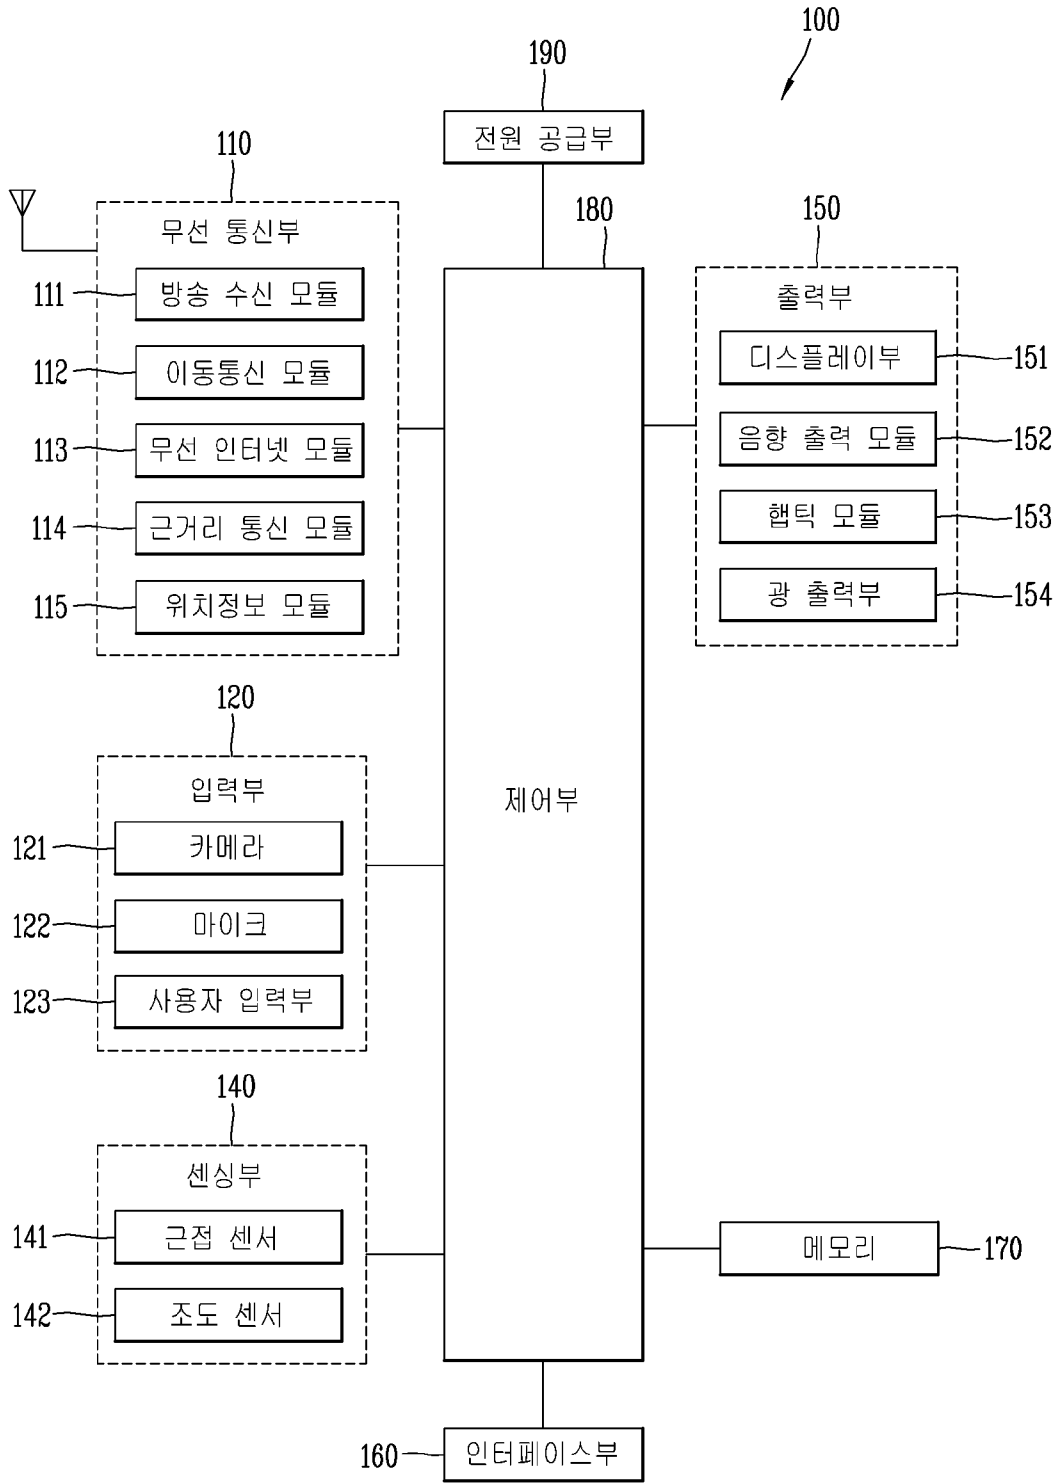 100
190
전원 공급부
110
무선 통신부
111 방송 수신 모듈
112 이동통신 모듈
113 무선 인터넷 모듈
114 근거리 통신 모듈
115 위치정보 모듈
120
입력부
121 카메라
122 마이크
123 사용자 입력부
140
센싱부
141 근접 센서
142 조도 센서
180
제어부
150
출력부
디스플레이부 151
음향 출력 모듈 152
햅틱 모듈 153
광 출력부 154
메모리 170
160 인터페이스부